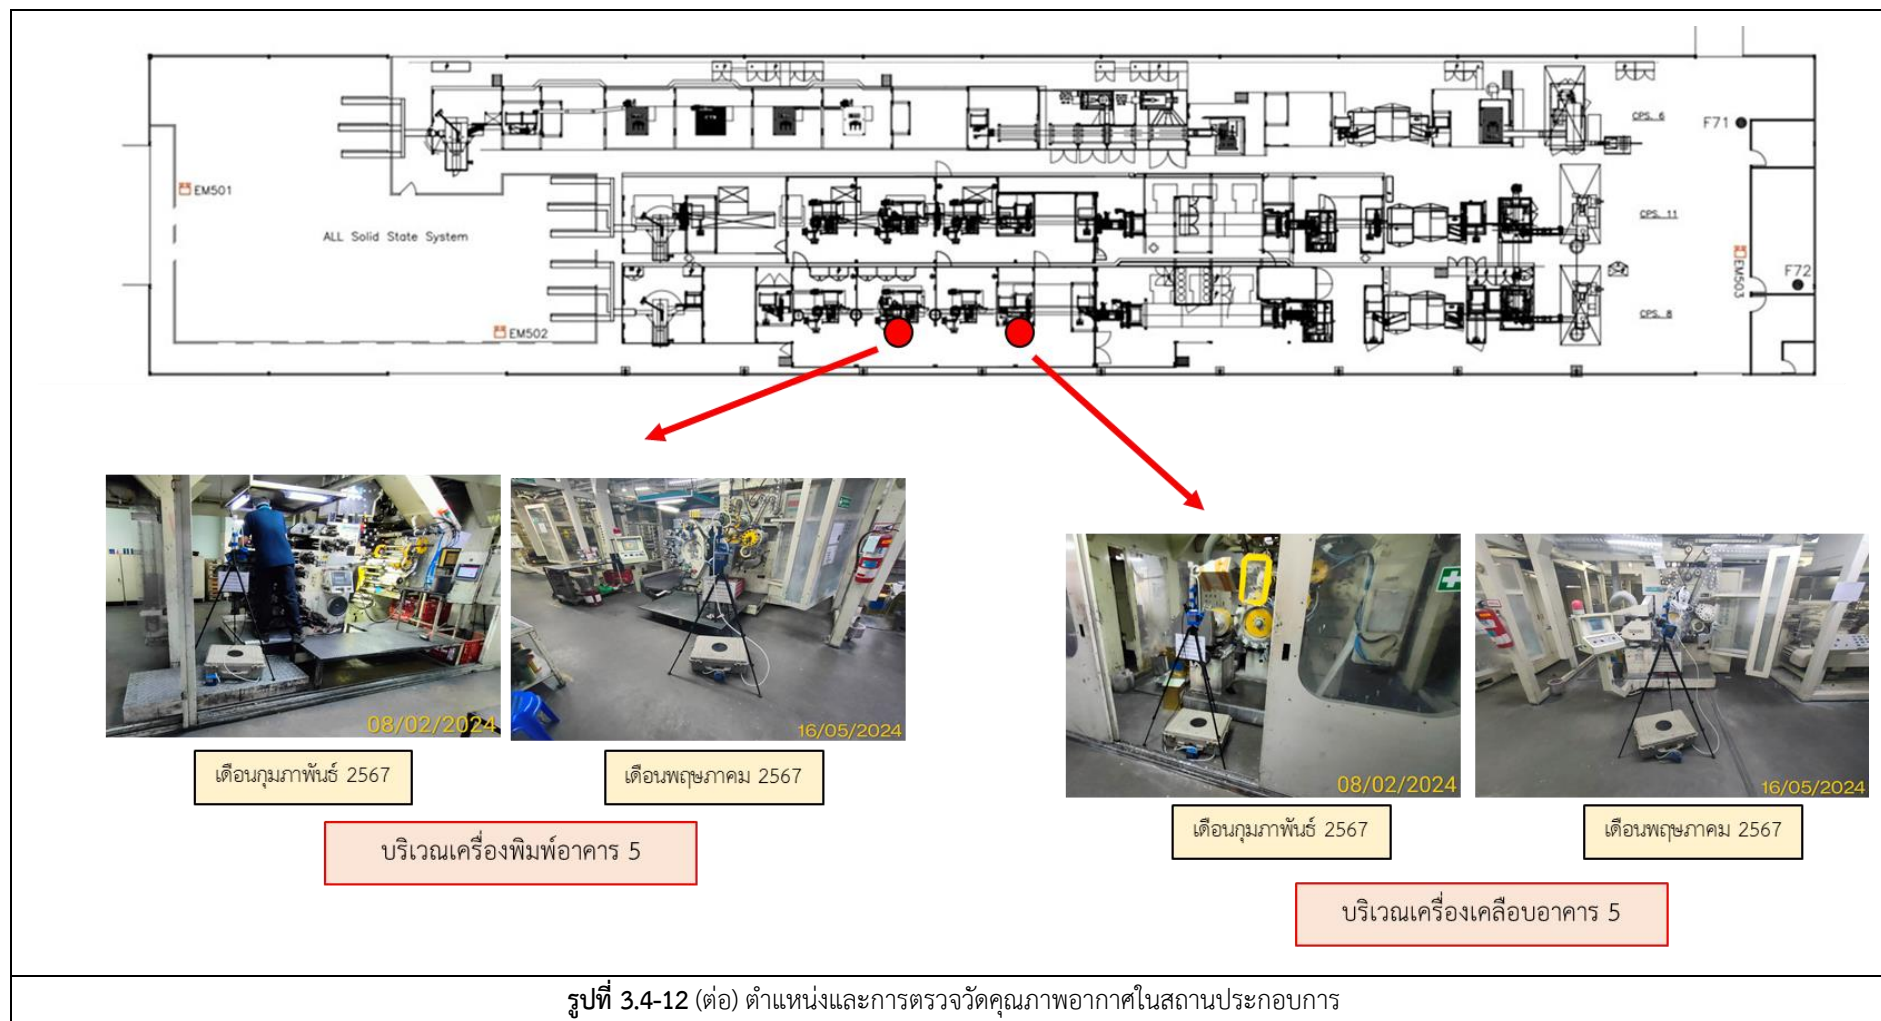 CPS. 6
F71
EM501
ALL Solid State System
CPS. 11
EM503
F72
EM502
CPS. 8
08/02/2024
16/05/2024
08/02/2024
16/05/2024
เดือนกุมภาพันธ์ 2567
เดือนพฤษภาคม 2567
เดือนกุมภาพันธ์ 2567
เดือนพฤษภาคม 2567
บริเวณเครื่องพิมพ์อาคาร 5
บริเวณเครื่องเคลือบอาคาร 5
รูปที่ 3.4-12 (ต่อ) ตำแหน่งและการตรวจวัดคุณภาพอากาศในสถานประกอบการ